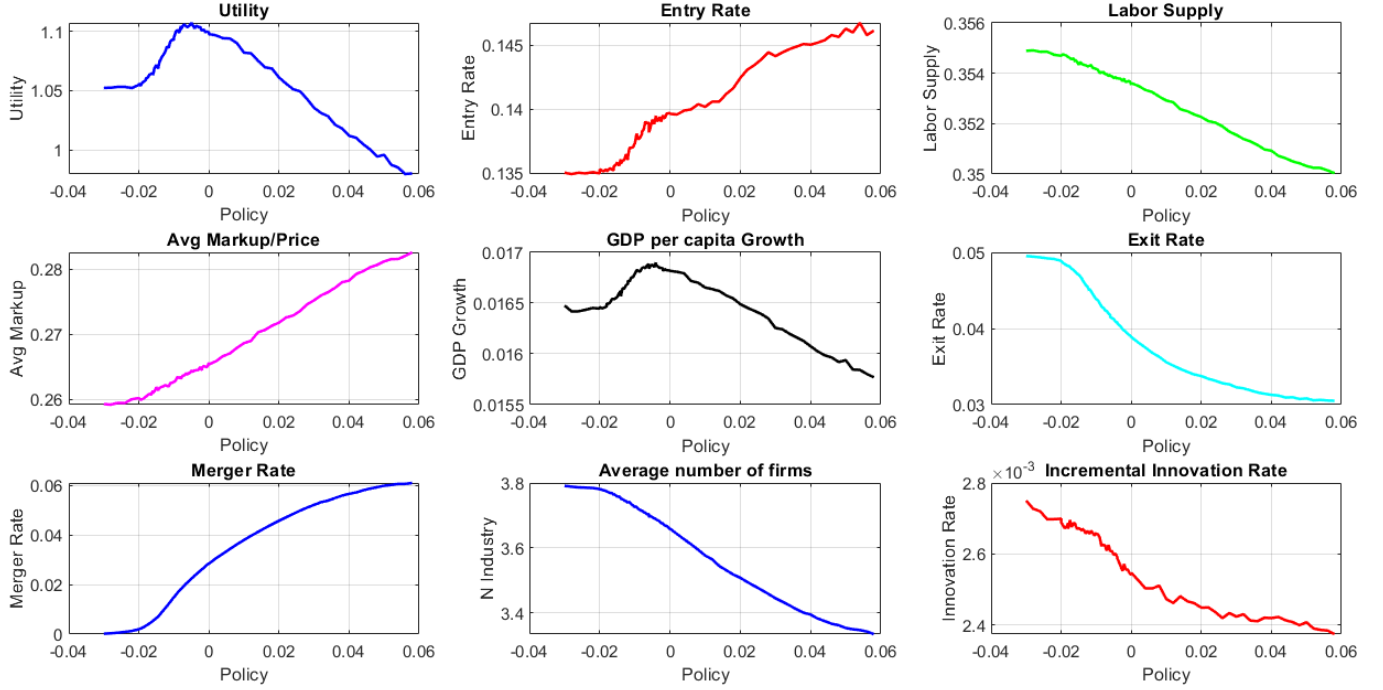 Utility
Utility
1.1
1.05
1
-0.04 -0.02 0 0.02 0.04 0.06
Policy
Entry Rate
Entry Rate
0.145
0.14
0.135
-0.04 -0.02 0 0.02 0.04 0.06
Policy
Labor Supply
Labor Supply
0.356
0.354
0.352
0.35
-0.04 -0.02 0 0.02 0.04 0.06
Policy
Avg Markup/Price
Avg Markup
0.28
0.27
0.26
-0.04 -0.02 0 0.02 0.04 0.06
Policy
GDP per capita Growth
GDP Growth
0.017
0.0165
0.016
0.0155
-0.04 -0.02 0 0.02 0.04 0.06
Policy
Exit Rate
Exit Rate
0.05
0.04
0.03
-0.04 -0.02 0 0.02 0.04 0.06
Policy
Merger Rate
Merger Rate
0.06
0.04
0.02
0
-0.04 -0.02 0 0.02 0.04 0.06
Policy
Average number of firms
N Industry
3.8
3.6
3.4
-0.04 -0.02 0 0.02 0.04 0.06
Policy
×10⁻³ Incremental Innovation Rate
Innovation Rate
2.8
2.6
2.4
-0.04 -0.02 0 0.02 0.04 0.06
Policy